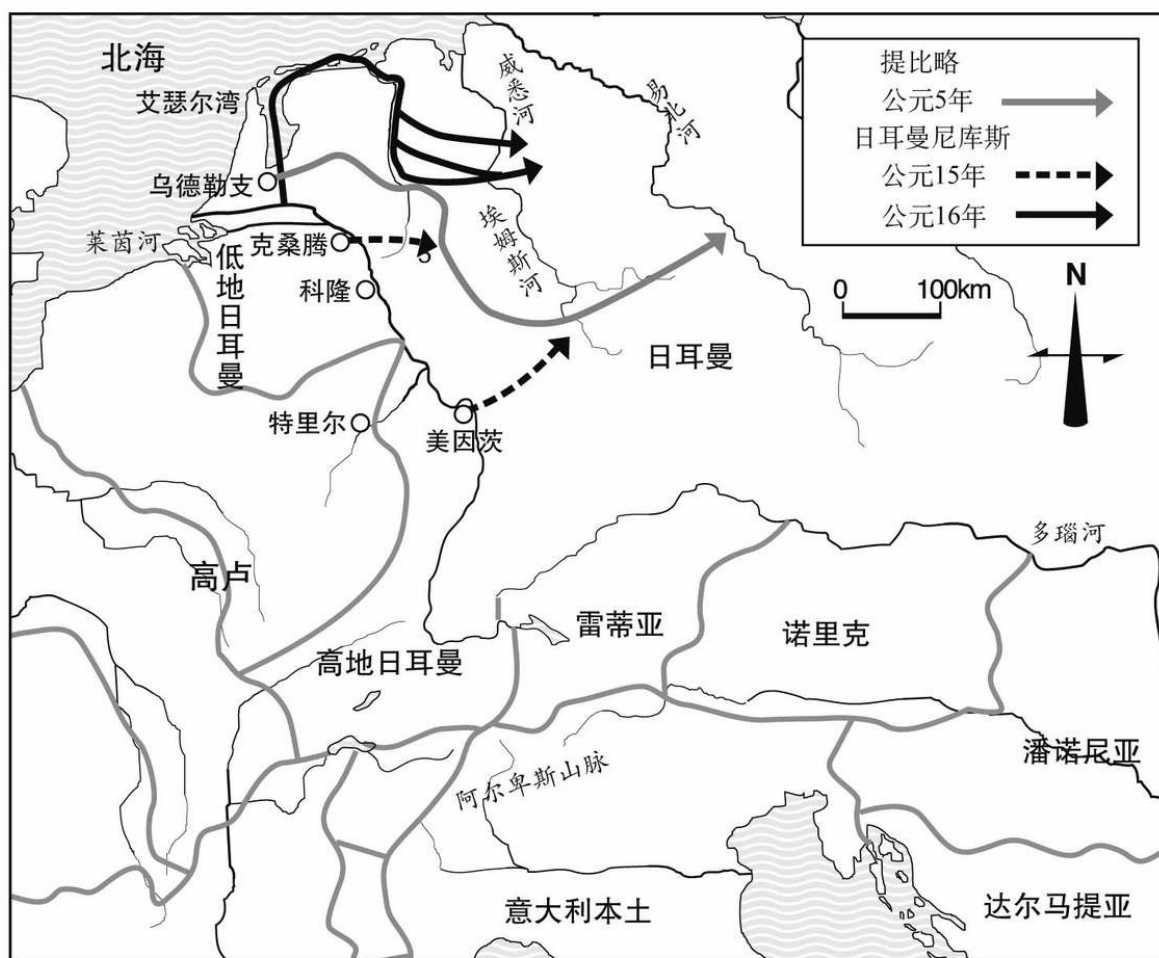 北海
艾瑟尔湾
威悉河
易北河
提比略
公元5年
日耳曼尼库斯
公元15年
公元16年
乌德勒支
莱茵河
克桑腾
低地日耳曼
埃姆斯河
科隆
0 100km
N
日耳曼
特里尔
美因茨
多瑙河
高卢
雷蒂亚
诺里克
高地日耳曼
潘诺尼亚
阿尔卑斯山脉
意大利本土
达尔马提亚